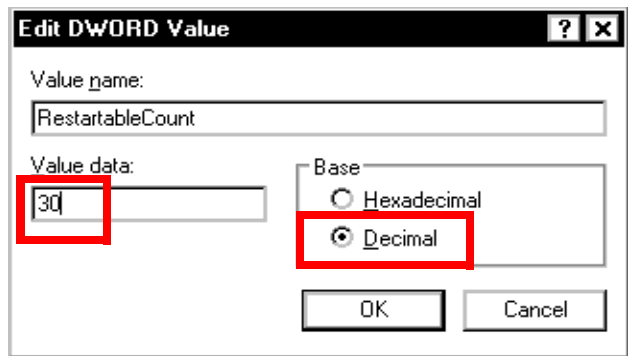 Edit DWORD Value
? X
Value name:
RestartableCount
Value data:
Base
30
Hexadecimal
Decimal
OK
Cancel